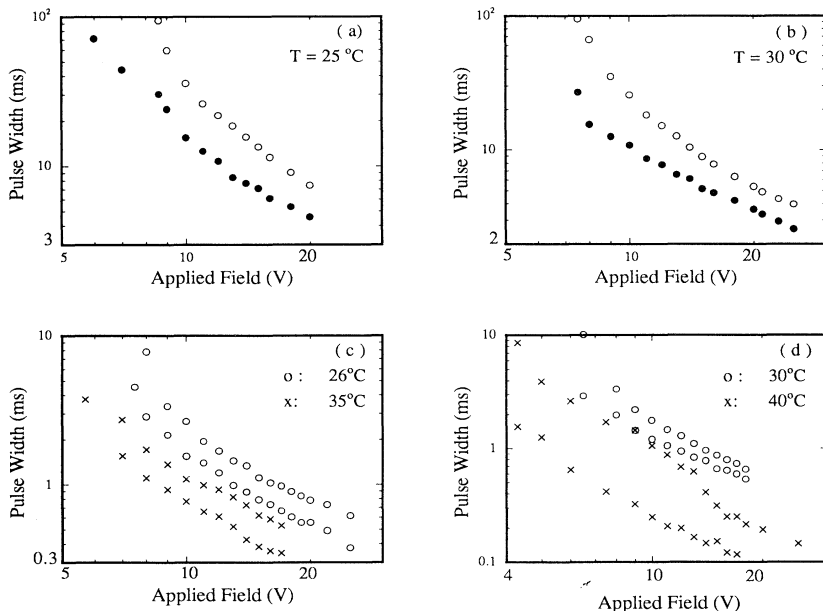 10²
( a )
T = 25 °C
Pulse Width (ms)
10
3
5
10
20
Applied Field (V)
10²
( b )
T = 30 °C
Pulse Width (ms)
10
2
5
10
20
Applied Field (V)
10
( c )
o : 26°C
x: 35°C
Pulse Width (ms)
1
0.3
5
10
20
Applied Field (V)
10
( d )
o : 30°C
x: 40°C
Pulse Width (ms)
1
0.1
4
10
20
Applied Field (V)